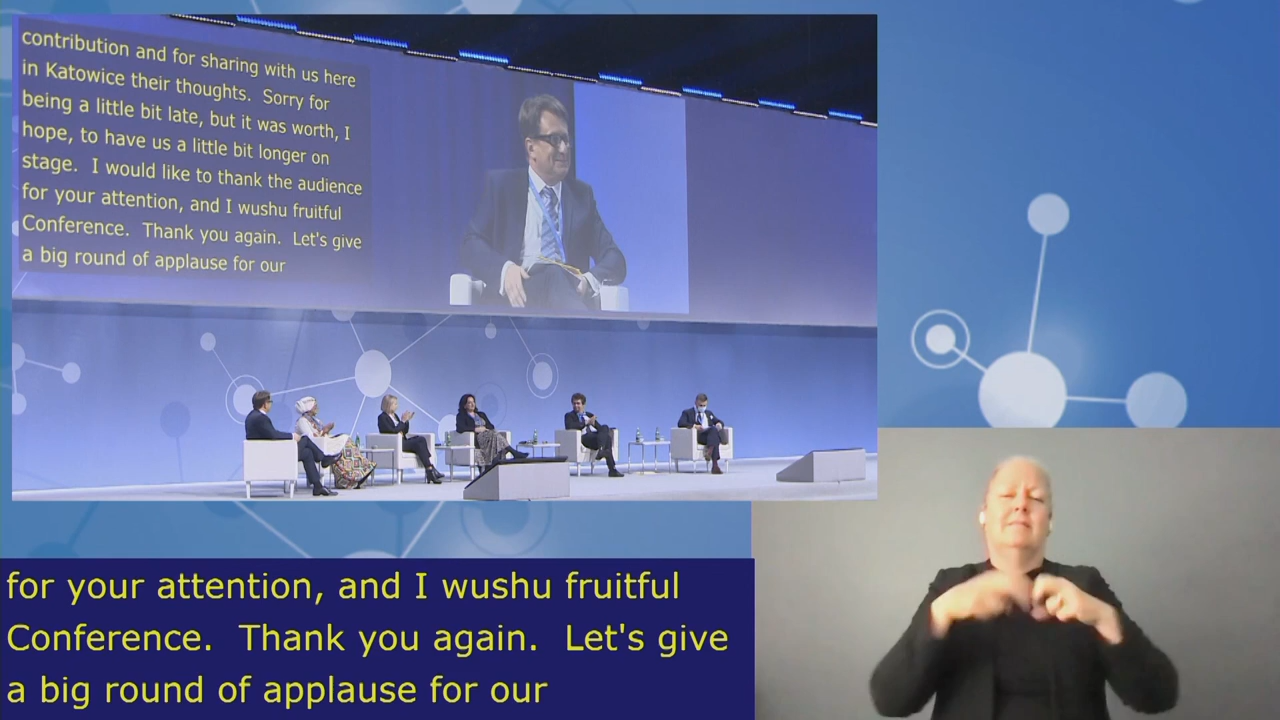 contribution and for sharing with us here
in Katowice their thoughts.  Sorry for
being a little bit late, but it was worth, I
hope, to have us a little bit longer on
stage.  I would like to thank the audience
for your attention, and I wushu fruitful
Conference.  Thank you again.  Let's give
a big round of applause for our
for your attention, and I wushu fruitful
Conference.  Thank you again.  Let's give
a big round of applause for our